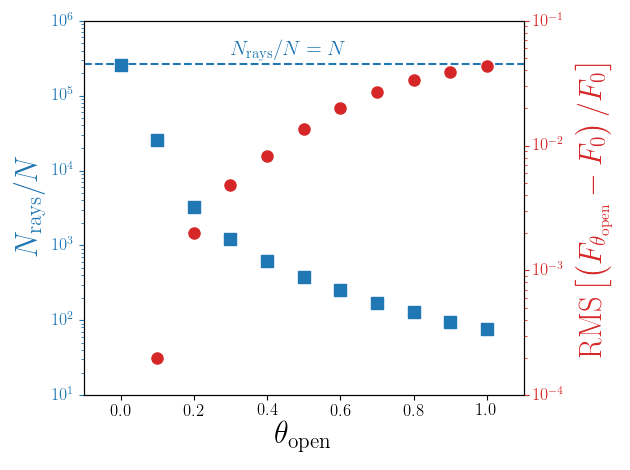 10^6
10^5
10^4
10^3
10^2
10^1
N_rays/N
N_rays/N = N
10^-1
10^-2
10^-3
10^-4
RMS [(F_θ_open − F_0) / F_0]
0.0 0.2 0.4 0.6 0.8 1.0
θ_open